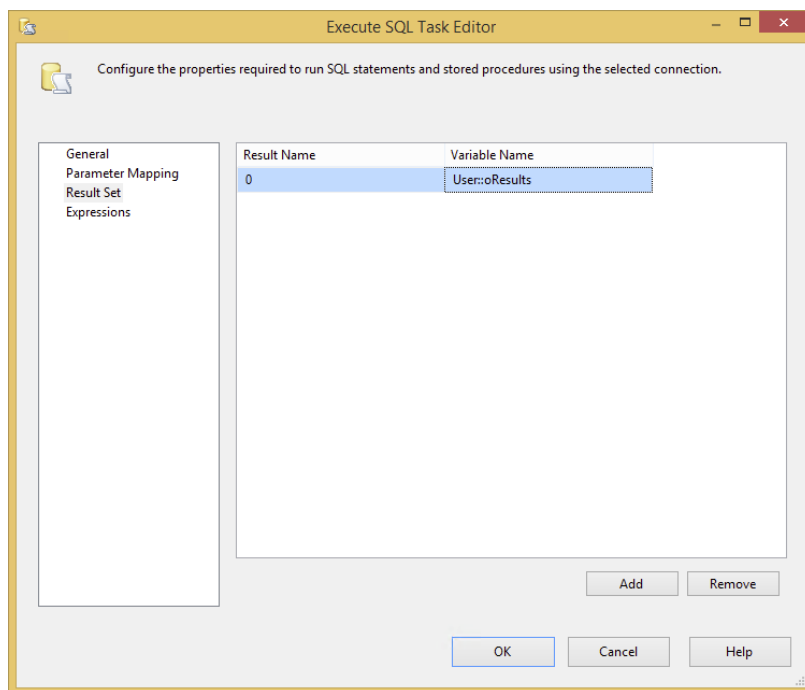 Execute SQL Task Editor
Configure the properties required to run SQL statements and stored procedures using the selected connection.
General
Parameter Mapping
Result Set
Expressions
Result Name Variable Name
0 User::oResults
Add Remove
OK Cancel Help